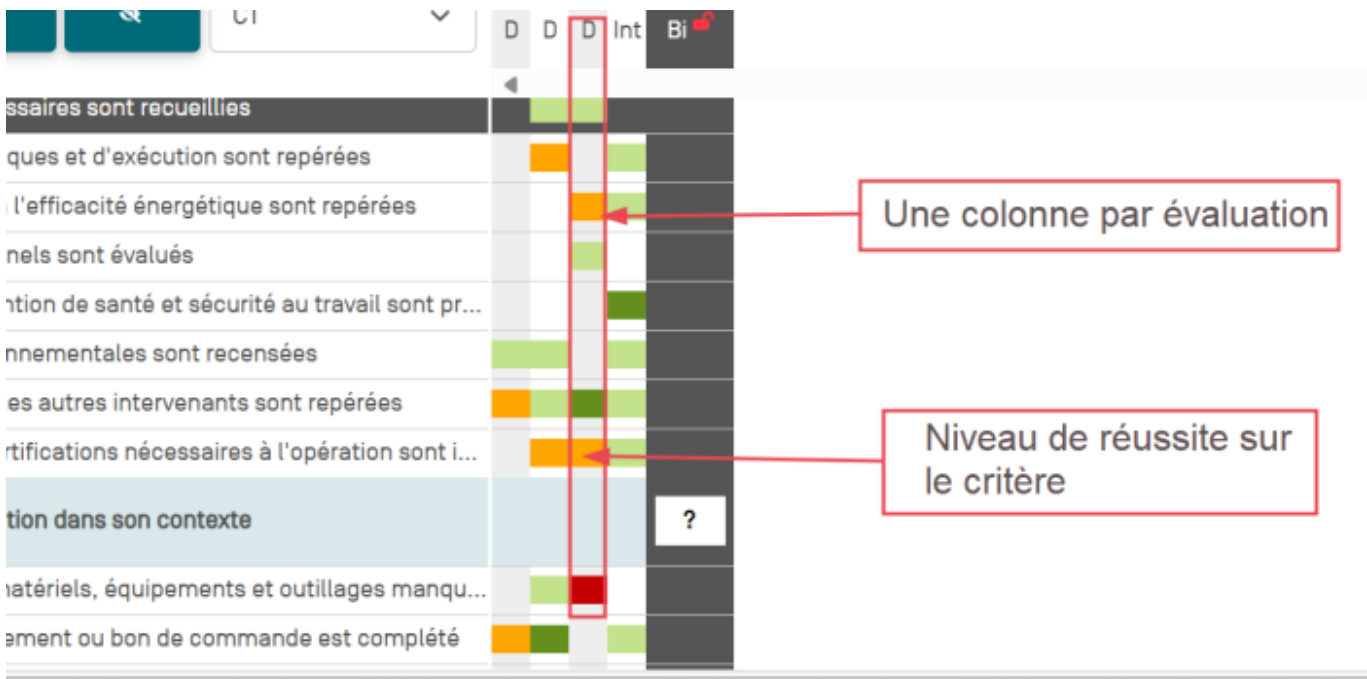 CT
D D D Int Bi
ssaires sont recueillies
ques et d'exécution sont repérées
l'efficacité énergétique sont repérées
Une colonne par évaluation
nels sont évalués
ntion de santé et sécurité au travail sont pr...
nnementales sont recensées
es autres intervenants sont repérées
rtifications nécessaires à l'opération sont i...
Niveau de réussite sur
le critère
tion dans son contexte
?
natériels, équipements et outillages manqu...
ement ou bon de commande est complété